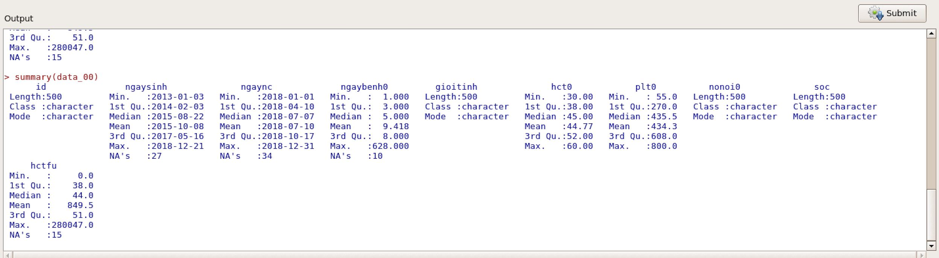 Submit
Output
3rd Qu.: 51.0
Max. :280047.0
NA's :15
> summary(data_00)
id ngaysinh ngaync ngaybenh0 gioitinh hct0 plt0 nonoi0 soc
Length:500 Min. :2013-01-03 Min. :2018-01-01 Min. : 1.000 Length:500 Min. :30.00 Min. : 55.0 Length:500 Length:500
Class :character 1st Qu.:2014-02-03 1st Qu.:2018-04-10 1st Qu.: 3.000 Class :character 1st Qu.:38.00 1st Qu.:270.0 Class :character Class :character
Mode :character Median :2015-08-22 Median :2018-07-07 Median : 5.000 Mode :character Median :45.00 Median :435.5 Mode :character Mode :character
Mean :2015-10-08 Mean :2018-07-10 Mean : 9.418 Mean :44.77 Mean :434.3
3rd Qu.:2017-05-16 3rd Qu.:2018-10-17 3rd Qu.: 8.000 3rd Qu.:52.00 3rd Qu.:608.0
Max. :2018-12-21 Max. :2018-12-31 Max. :628.000 Max. :60.00 Max. :800.0
NA's :27 NA's :34 NA's :10
hctfu
Min. : 0.0
1st Qu.: 38.0
Median : 44.0
Mean : 849.5
3rd Qu.: 51.0
Max. :280047.0
NA's :15